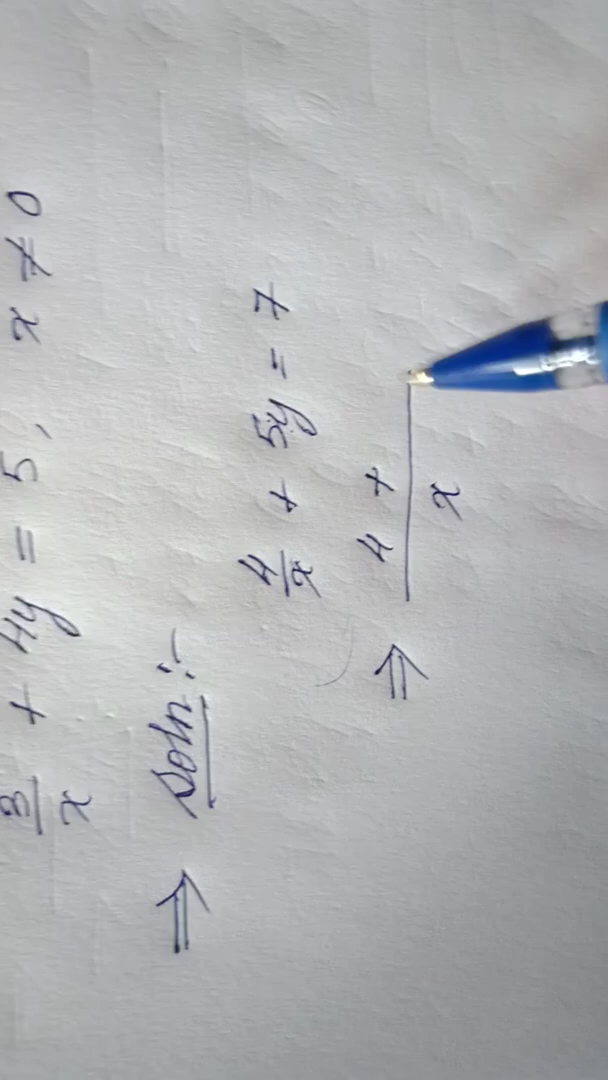 3/x + 4y = 5, x ≠ 0
⇒ Soln :-
4/x + 5y = 7
⇒ 4 + / x